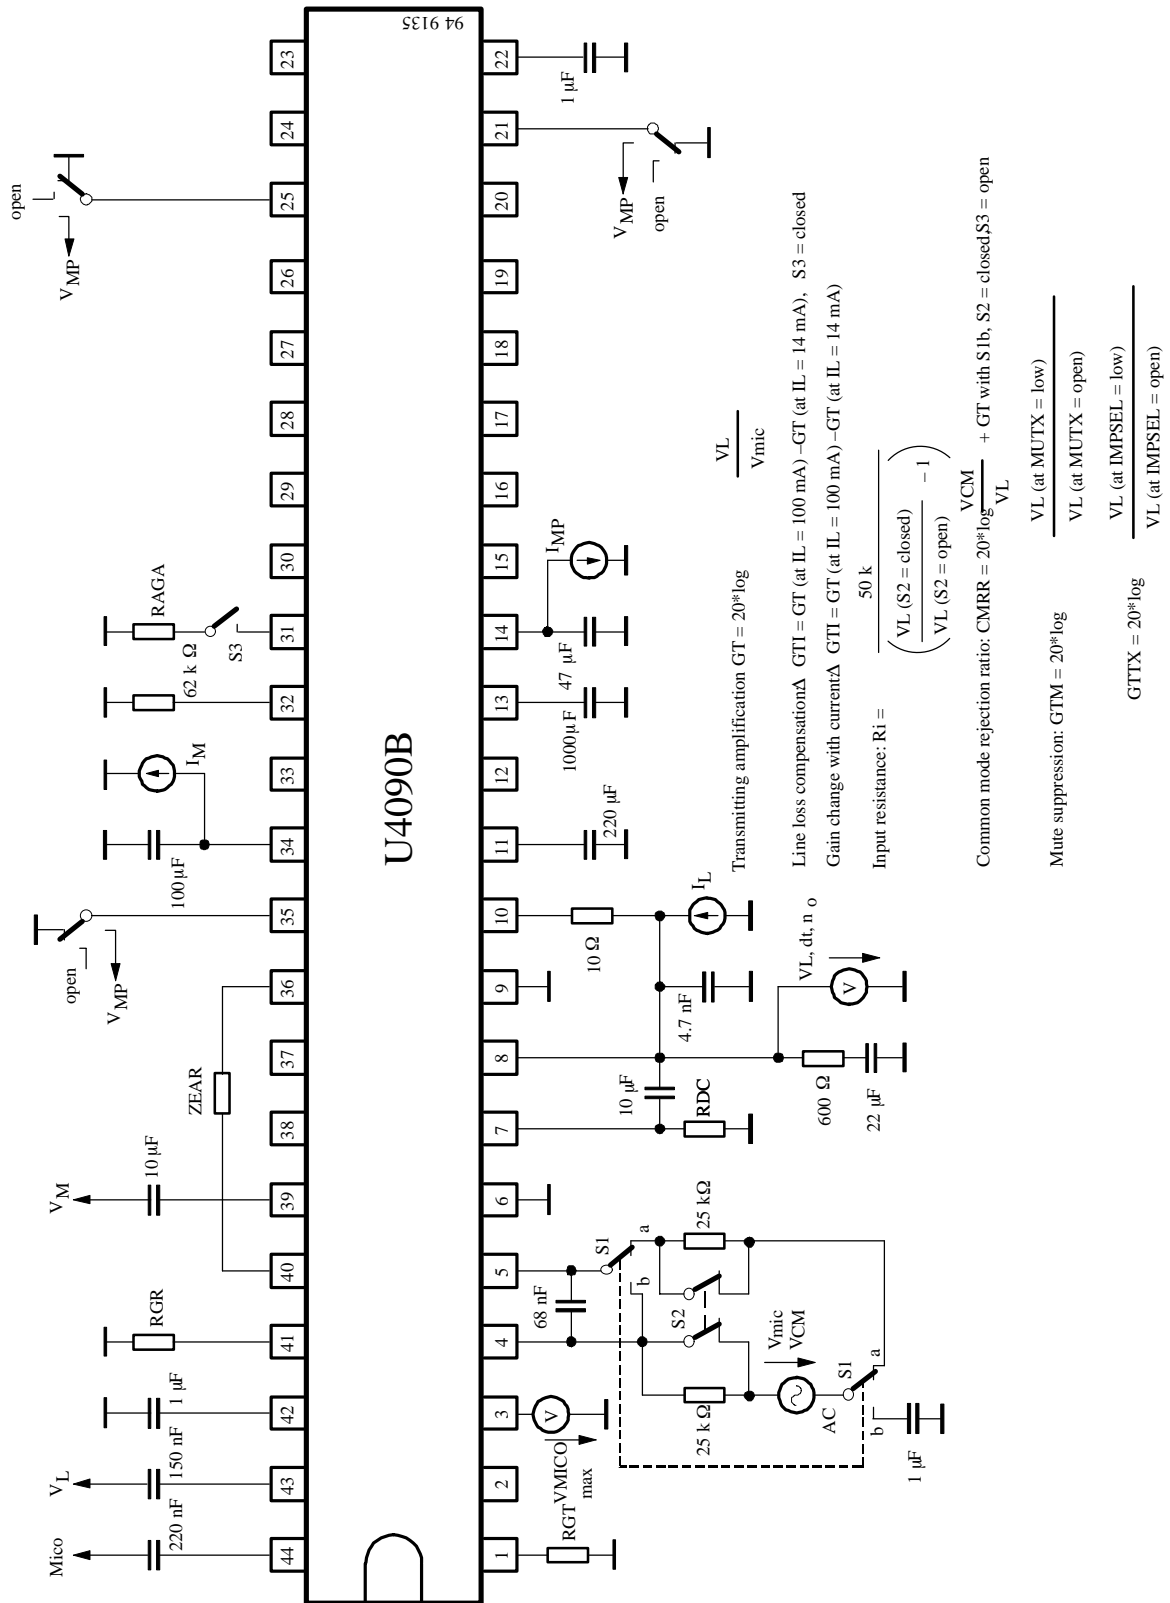 94 9135
U4090B
23
24
25
26
27
28
29
30
31
32
33
34
35
36
37
38
39
40
41
42
43
44
22
21
20
19
18
17
16
15
14
13
12
11
10
9
8
7
6
5
4
3
2
1
open
VMP
RAGA
S3
62 k Ω
IM
100 µF
open
VMP
ZEAR
10 µF
VM
RGR
1 µF
150 nF
VL
220 nF
Mico
1 µF
VMP
open
IMP
47 µF
1000 µF
220 µF
IL
10 Ω
4.7 nF
VL, dt, n o
V
10 µF
RDC
600 Ω
22 µF
S1
a
b
25 kΩ
68 nF
S2
Vmic
VCM
25 k Ω
AC
S1
a
b
1 µF
V
VMICO
max
RGT
Transmitting amplification GT = 20*log VL
Vmic
Line loss compensationΔ GTI = GT (at IL = 100 mA) –GT (at IL = 14 mA), S3 = closed
Gain change with currentΔ GTI = GT (at IL = 100 mA) –GT (at IL = 14 mA)
Input resistance: Ri = 50 k
( VL (S2 = closed)
VL (S2 = open) – 1 )
Common mode rejection ratio: CMRR = 20*log VCM
VL + GT with S1b, S2 = closed,S3 = open
Mute suppression: GTM = 20*log VL (at MUTX = low)
VL (at MUTX = open)
GTTX = 20*log VL (at IMPSEL = low)
VL (at IMPSEL = open)